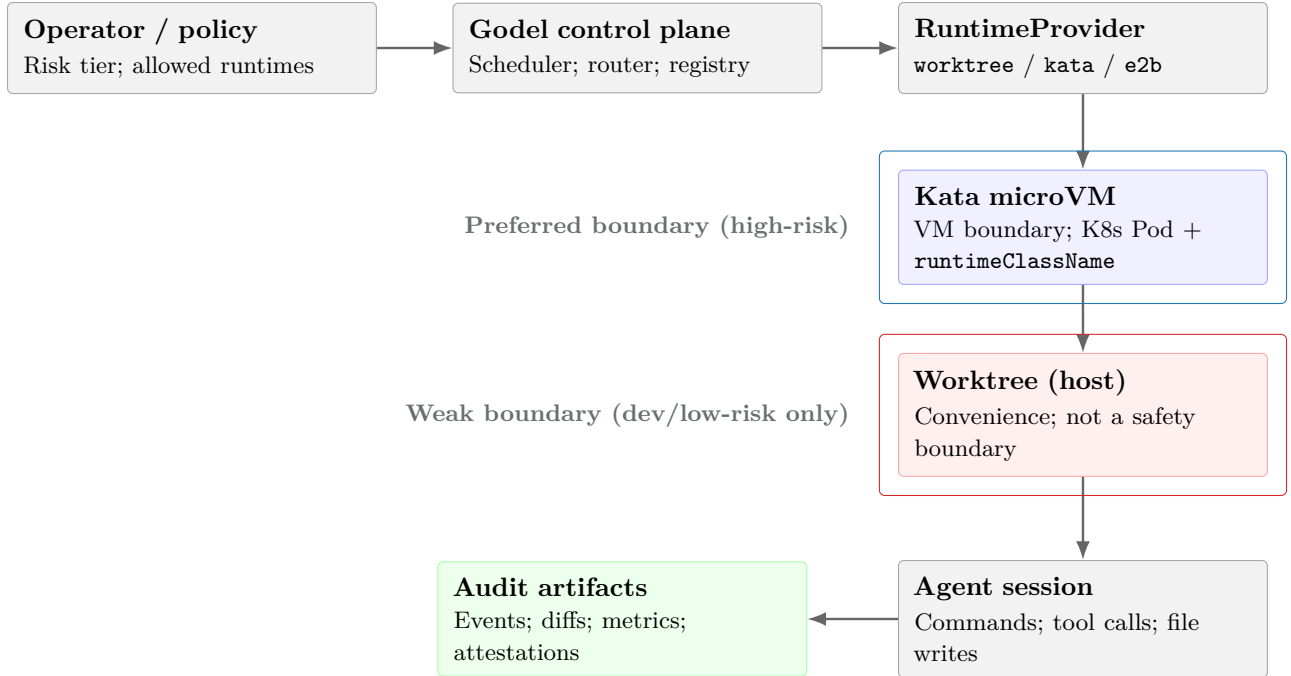 Operator / policy
Risk tier; allowed runtimes
Godel control plane
Scheduler; router; registry
RuntimeProvider
worktree / kata / e2b
Preferred boundary (high-risk)
Kata microVM
VM boundary; K8s Pod +
runtimeClassName
Weak boundary (dev/low-risk only)
Worktree (host)
Convenience; not a safety
boundary
Audit artifacts
Events; diffs; metrics;
attestations
Agent session
Commands; tool calls; file
writes